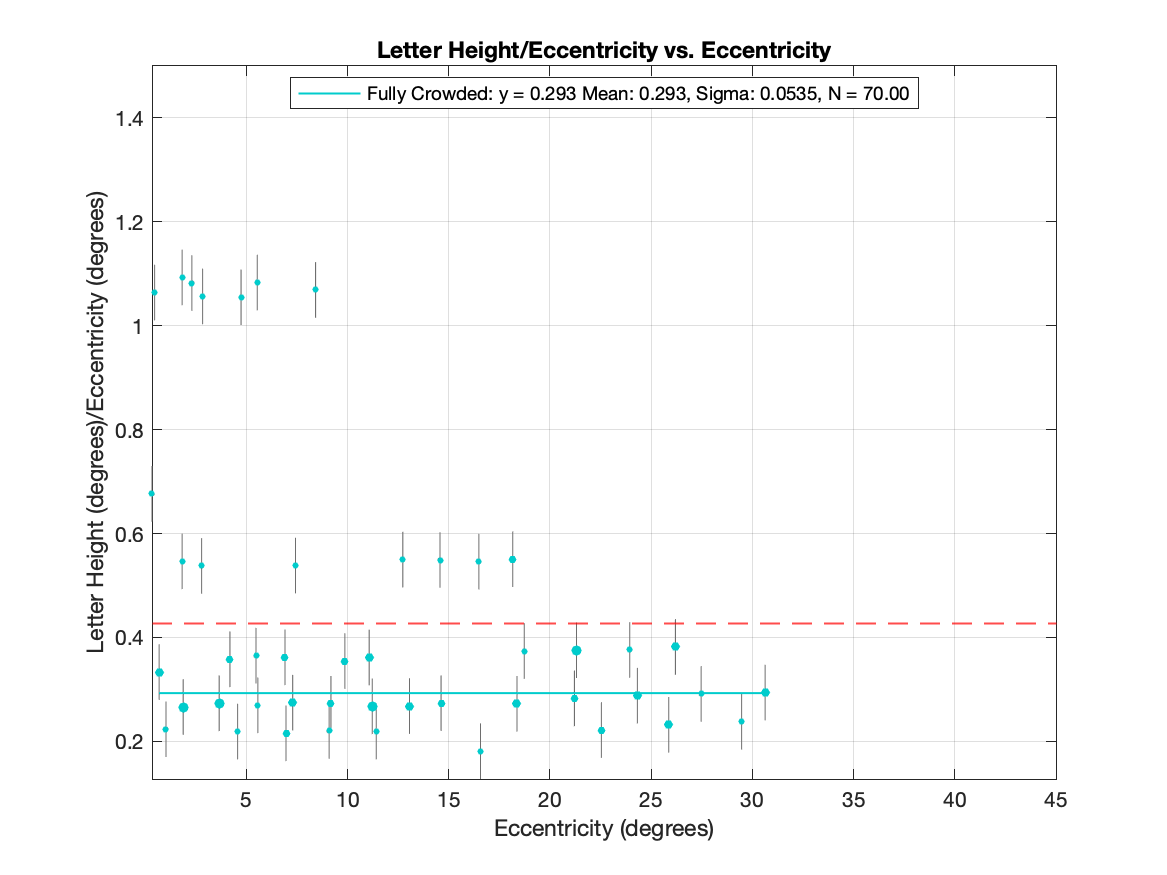 Letter Height/Eccentricity vs. Eccentricity
Fully Crowded: y = 0.293 Mean: 0.293, Sigma: 0.0535, N = 70.00
Letter Height (degrees)/Eccentricity (degrees)
1.4
1.2
1
0.8
0.6
0.4
0.2
5 10 15 20 25 30 35 40 45
Eccentricity (degrees)